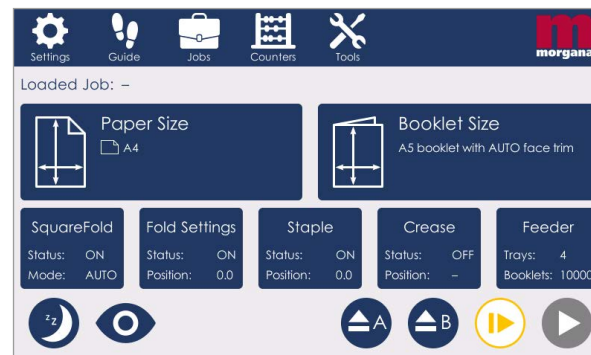 Settings Guide Jobs Counters Tools morgana
Loaded Job: –
Paper Size
A4
Booklet Size
A5 booklet with AUTO face trim
SquareFold
Status: ON
Mode: AUTO
Fold Settings
Status: ON
Position: 0.0
Staple
Status: ON
Position: 0.0
Crease
Status: OFF
Position: –
Feeder
Trays: 4
Booklets: 10000
zz
A
B